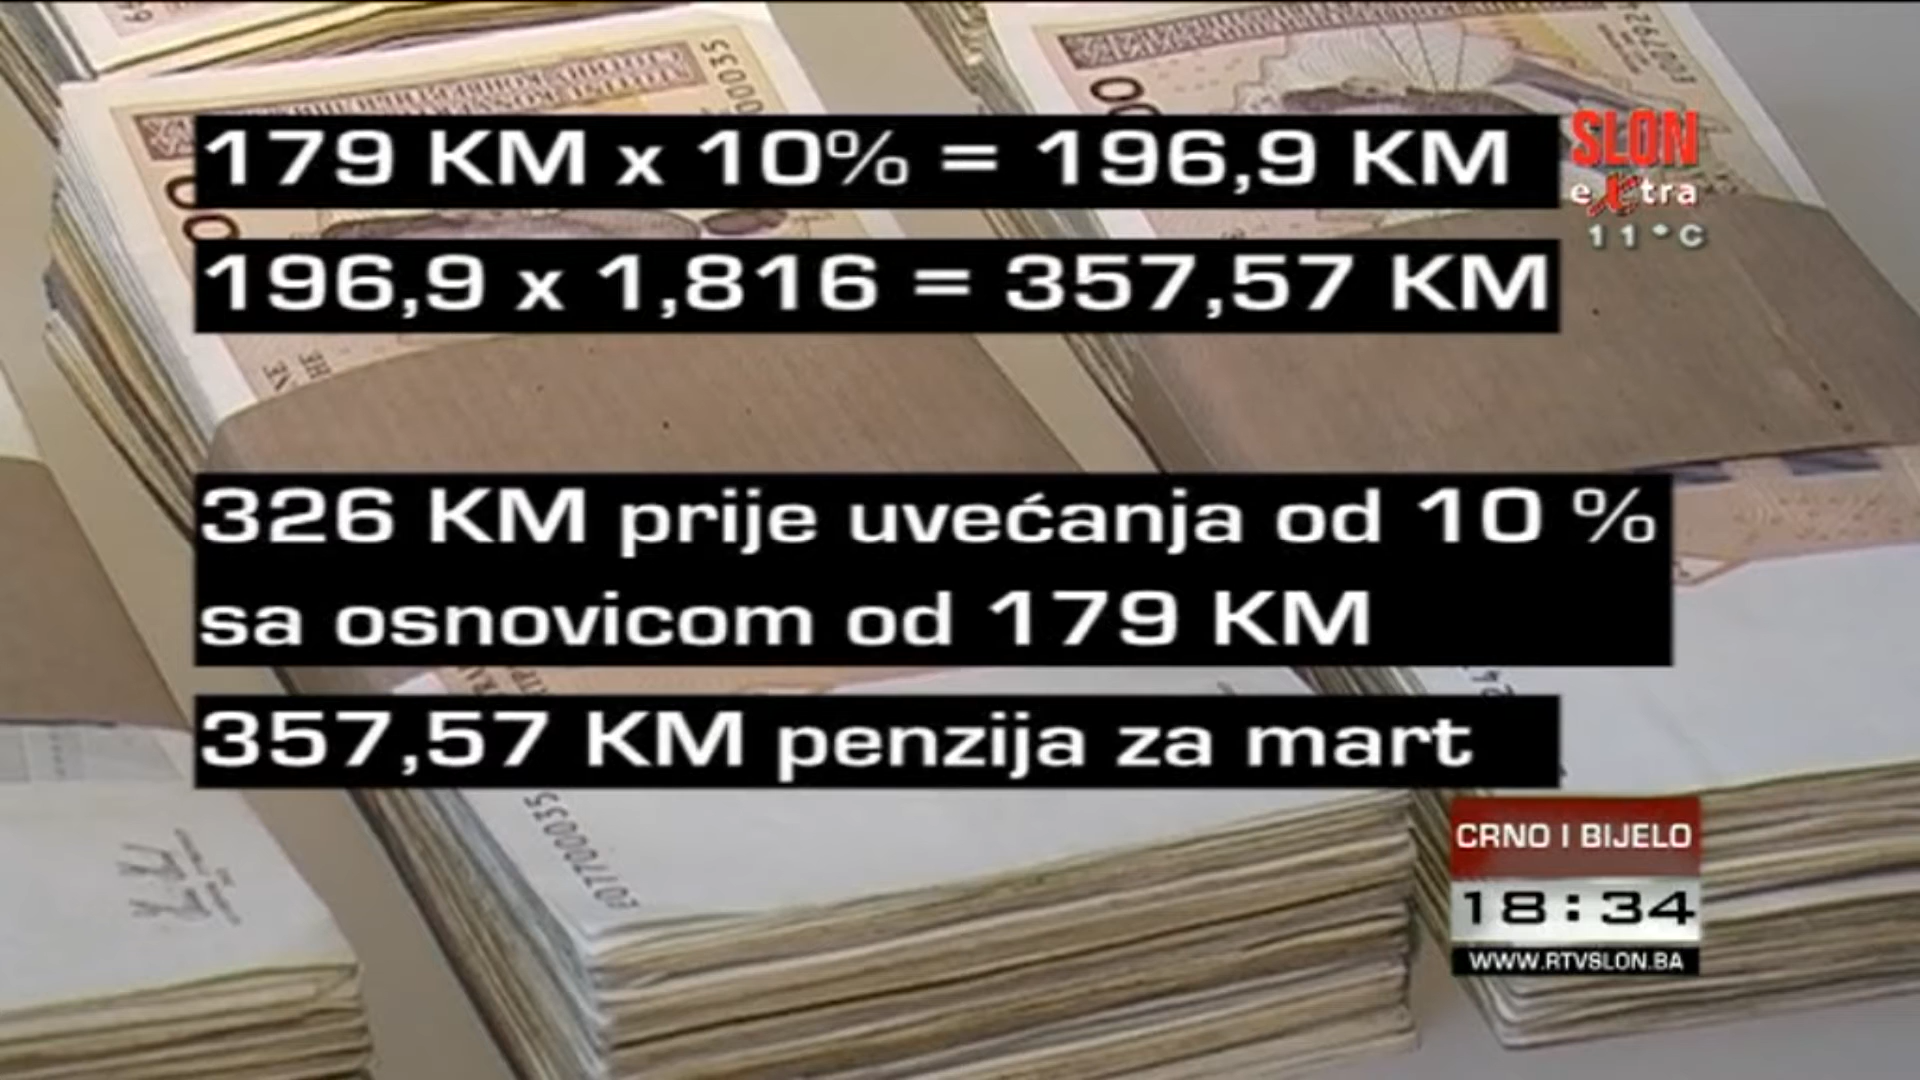 179 KM x 10% = 196,9 KM
SLON
extra
11°C
196,9 x 1,816 = 357,57 KM
326 KM prije uvećanja od 10 %
sa osnovicom od 179 KM
357,57 KM penzija za mart
CRNO I BIJELO
18:34
WWW.RTVSLON.BA